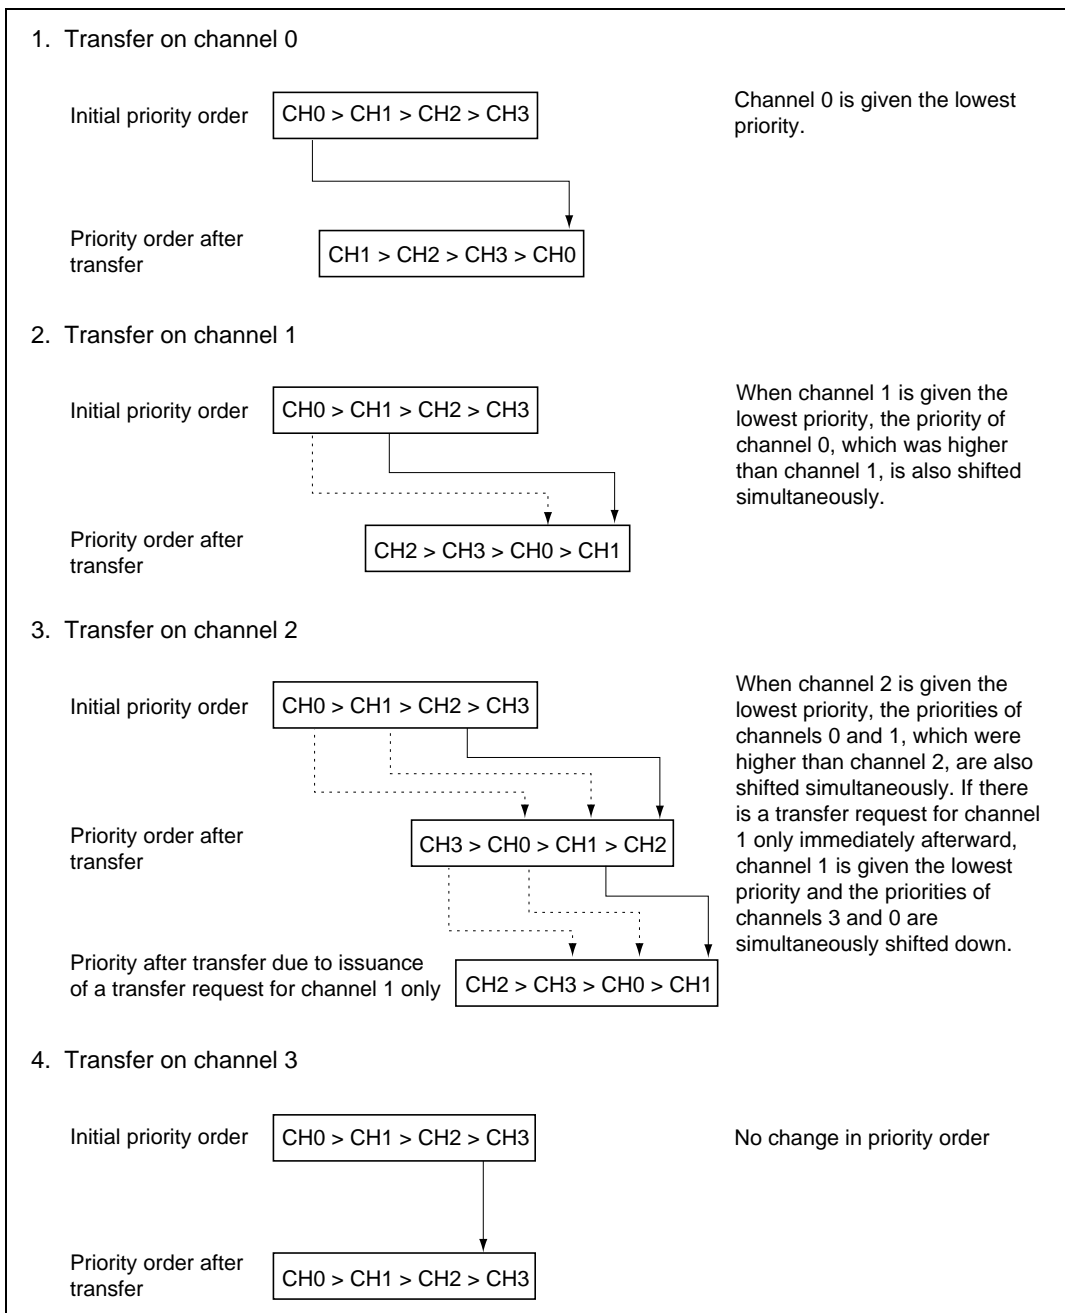 1. Transfer on channel 0
Initial priority order
CH0 > CH1 > CH2 > CH3
Channel 0 is given the lowest
priority.
Priority order after
transfer
CH1 > CH2 > CH3 > CH0
2. Transfer on channel 1
Initial priority order
CH0 > CH1 > CH2 > CH3
When channel 1 is given the
lowest priority, the priority of
channel 0, which was higher
than channel 1, is also shifted
simultaneously.
Priority order after
transfer
CH2 > CH3 > CH0 > CH1
3. Transfer on channel 2
Initial priority order
CH0 > CH1 > CH2 > CH3
When channel 2 is given the
lowest priority, the priorities of
channels 0 and 1, which were
higher than channel 2, are also
shifted simultaneously. If there
is a transfer request for channel
1 only immediately afterward,
channel 1 is given the lowest
priority and the priorities of
channels 3 and 0 are
simultaneously shifted down.
Priority order after
transfer
CH3 > CH0 > CH1 > CH2
Priority after transfer due to issuance
of a transfer request for channel 1 only
CH2 > CH3 > CH0 > CH1
4. Transfer on channel 3
Initial priority order
CH0 > CH1 > CH2 > CH3
No change in priority order
Priority order after
transfer
CH0 > CH1 > CH2 > CH3